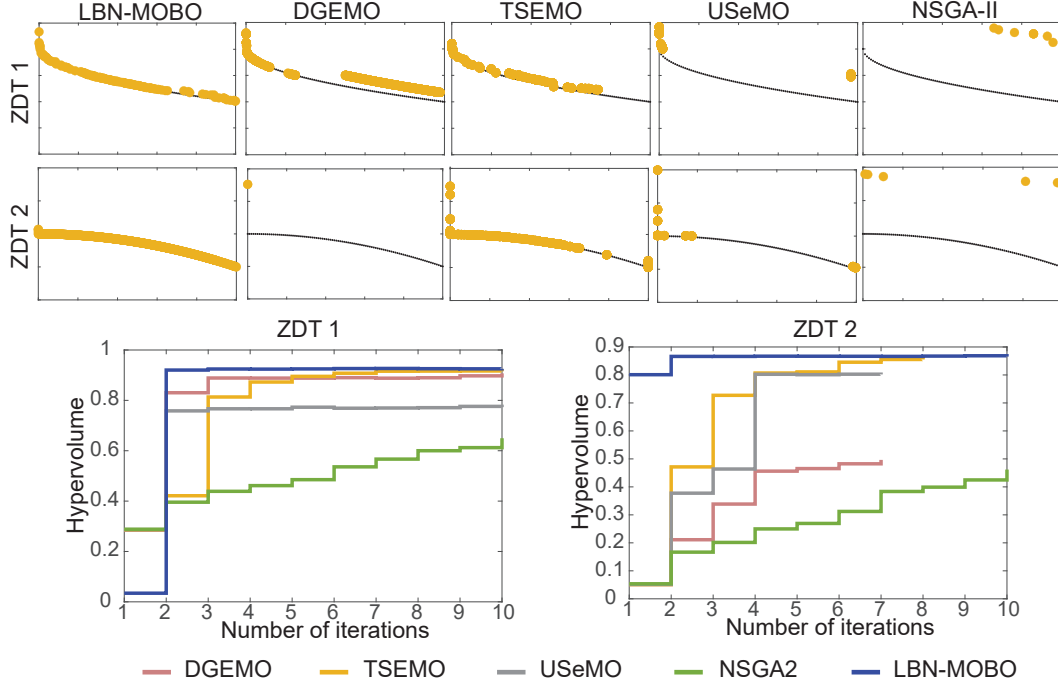 LBN-MOBO DGEMO TSEMO USeMO NSGA-II
ZDT 1
ZDT 2
ZDT 1
Hypervolume
1
0.8
0.6
0.4
0.2
0
1 2 3 4 5 6 7 8 9 10
Number of iterations
ZDT 2
Hypervolume
0.9
0.8
0.7
0.6
0.5
0.4
0.3
0.2
0.1
0
1 2 3 4 5 6 7 8 9 10
Number of iterations
DGEMO TSEMO USeMO NSGA2 LBN-MOBO